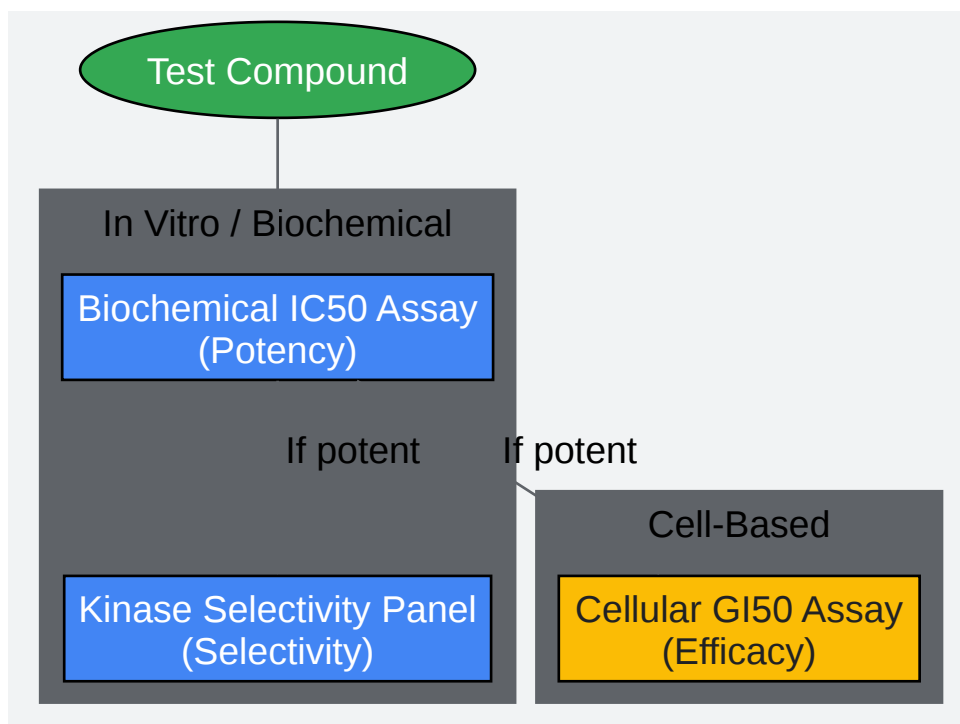 Test Compound
In Vitro / Biochemical
Biochemical IC50 Assay
(Potency)
If potent
If potent
Cell-Based
Kinase Selectivity Panel
(Selectivity)
Cellular GI50 Assay
(Efficacy)